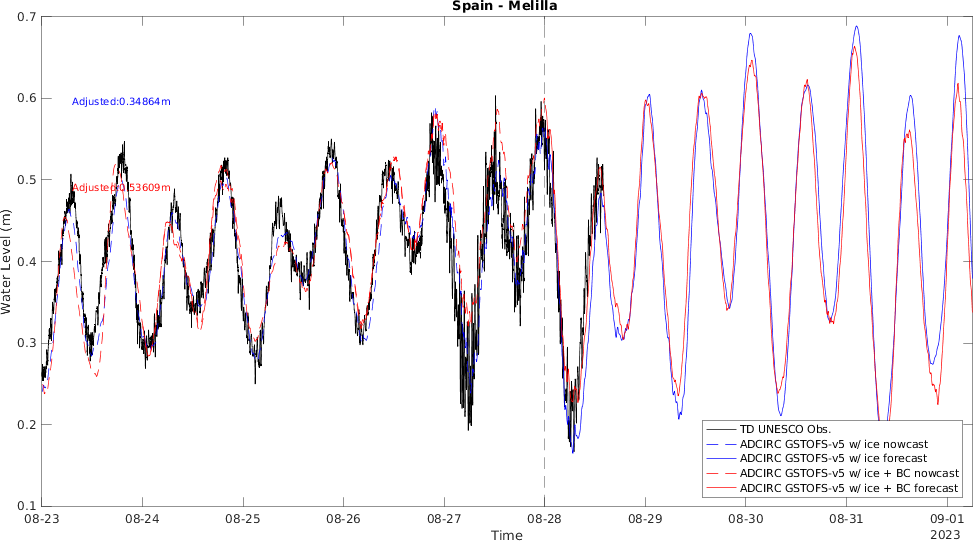 Spain - Melilla
0.7
0.6
0.5
0.4
0.3
0.2
0.1
Water Level (m)
Adjusted:0.34864m
Adjusted:0.53609m
TD UNESCO Obs.
ADCIRC GSTOFS-v5 w/ ice nowcast
ADCIRC GSTOFS-v5 w/ ice forecast
ADCIRC GSTOFS-v5 w/ ice + BC nowcast
ADCIRC GSTOFS-v5 w/ ice + BC forecast
08-23 08-24 08-25 08-26 08-27 08-28 08-29 08-30 08-31 09-01
2023
Time